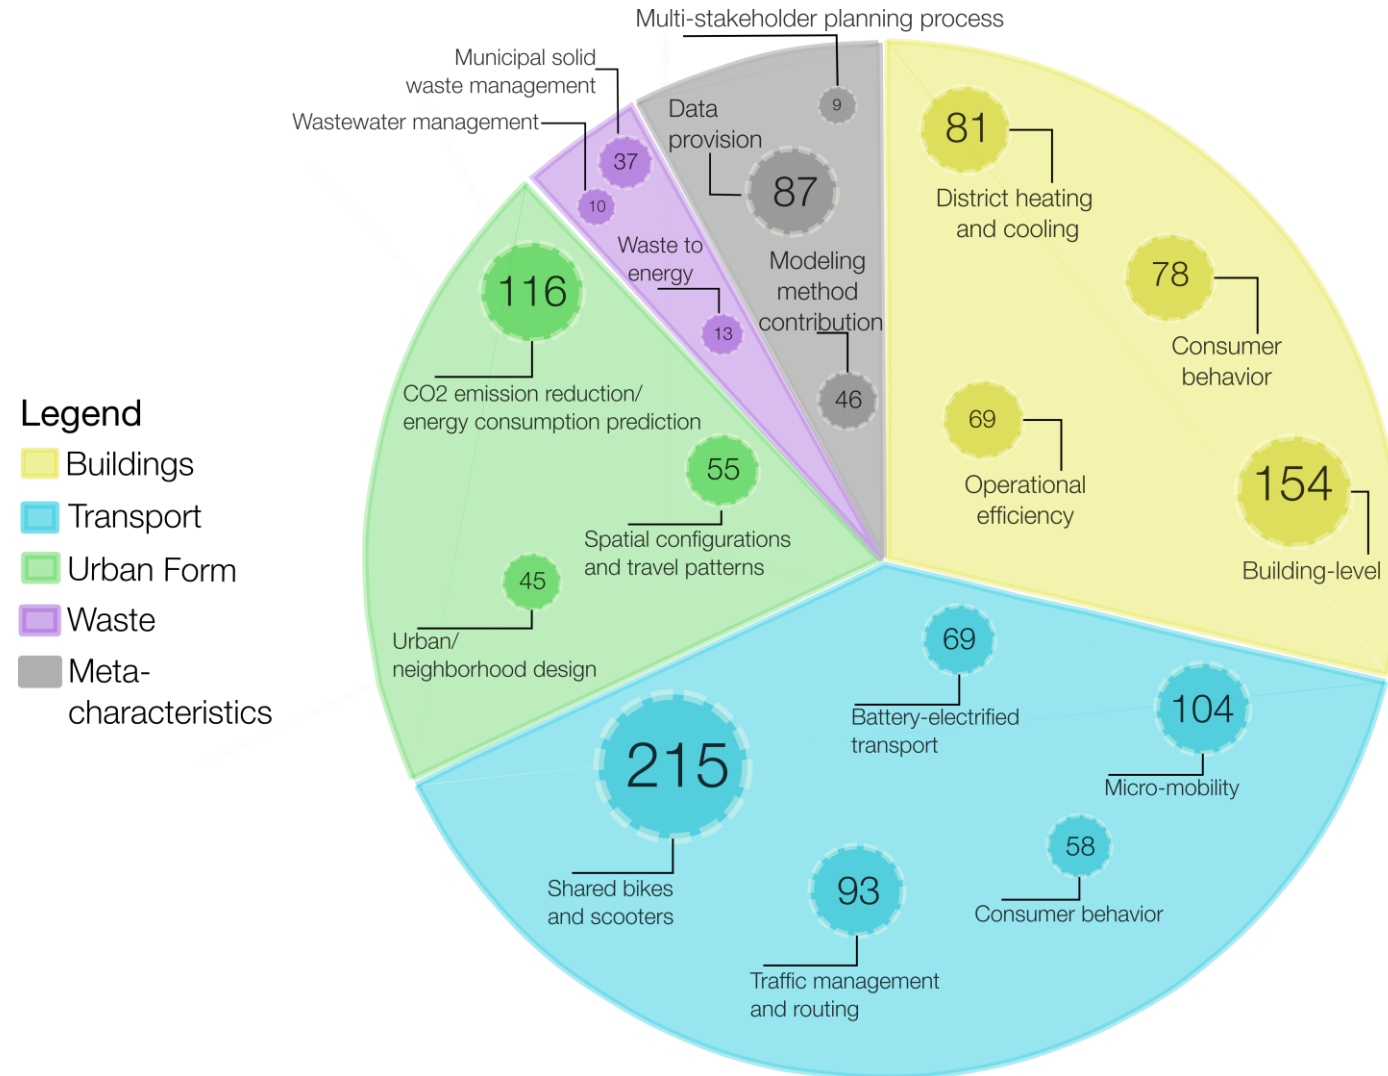 Multi-stakeholder planning process
Municipal solid
waste management
Wastewater management
9
Data
provision
87
37
10
Waste to
energy
13
Modeling
method
contribution
46
81
District heating
and cooling
78
Consumer
behavior
69
Operational
efficiency
154
Building-level
116
CO2 emission reduction/
energy consumption prediction
55
Spatial configurations
and travel patterns
45
Urban/
neighborhood design
Legend
Buildings
Transport
Urban Form
Waste
Meta-
characteristics
69
Battery-electrified
transport
104
Micro-mobility
215
Shared bikes
and scooters
58
Consumer behavior
93
Traffic management
and routing